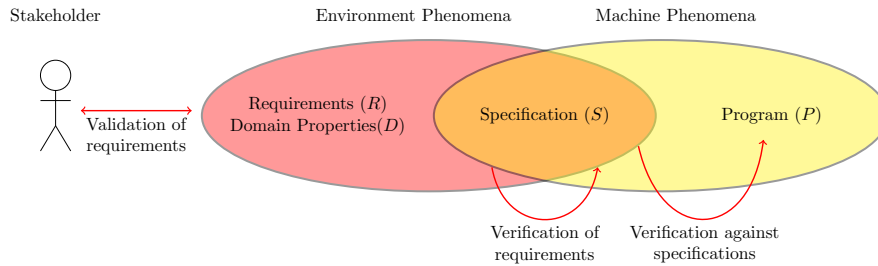 Stakeholder
Environment Phenomena
Machine Phenomena
Requirements (R)
Domain Properties(D)
Specification (S)
Program (P)
Validation of
requirements
Verification of
requirements
Verification against
specifications